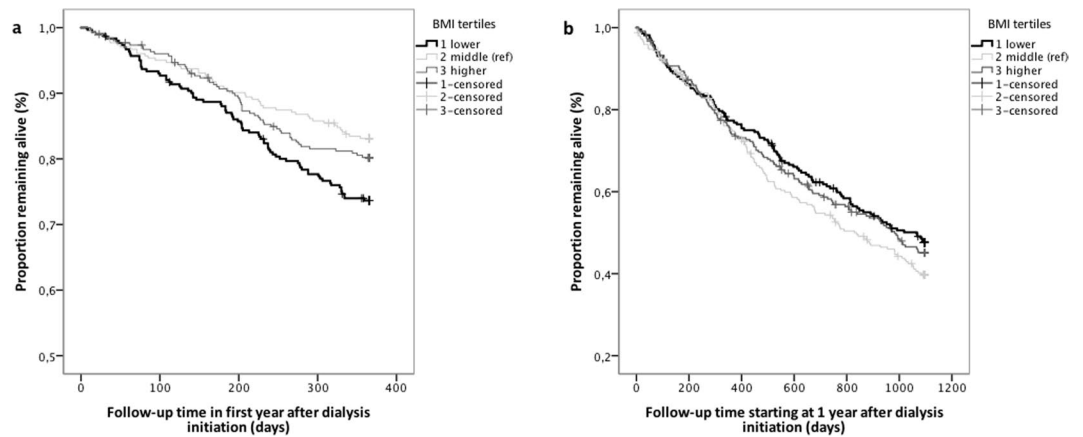 a
BMI tertiles
1 lower
2 middle (ref)
3 higher
1-censored
2-censored
3-censored
Proportion remaining alive (%)
1,0
0,9
0,8
0,7
0,6
0,5
0 100 200 300 400
Follow-up time in first year after dialysis
initiation (days)
b
BMI tertiles
1 lower
2 middle (ref)
3 higher
1-censored
2-censored
3-censored
Proportion remaining alive (%)
1,0
0,8
0,6
0,4
0,2
0 200 400 600 800 1000 1200
Follow-up time starting at 1 year after dialysis
initiation (days)